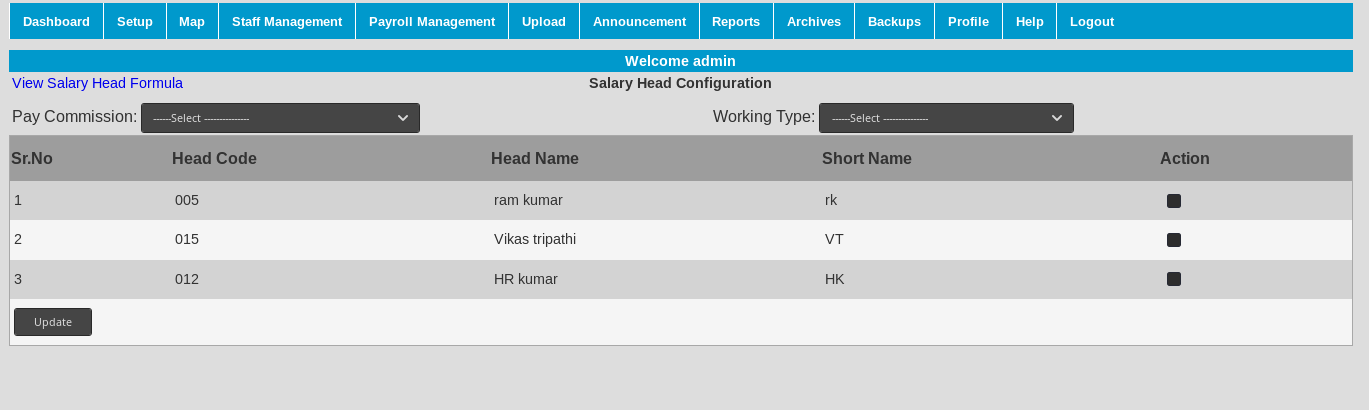 Dashboard Setup Map Staff Management Payroll Management Upload Announcement Reports Archives Backups Profile Help Logout
Welcome admin
View Salary Head Formula Salary Head Configuration
Pay Commission: ------Select --------------- Working Type: ------Select ---------------
Sr.No Head Code Head Name Short Name Action
1 005 ram kumar rk
2 015 Vikas tripathi VT
3 012 HR kumar HK
Update